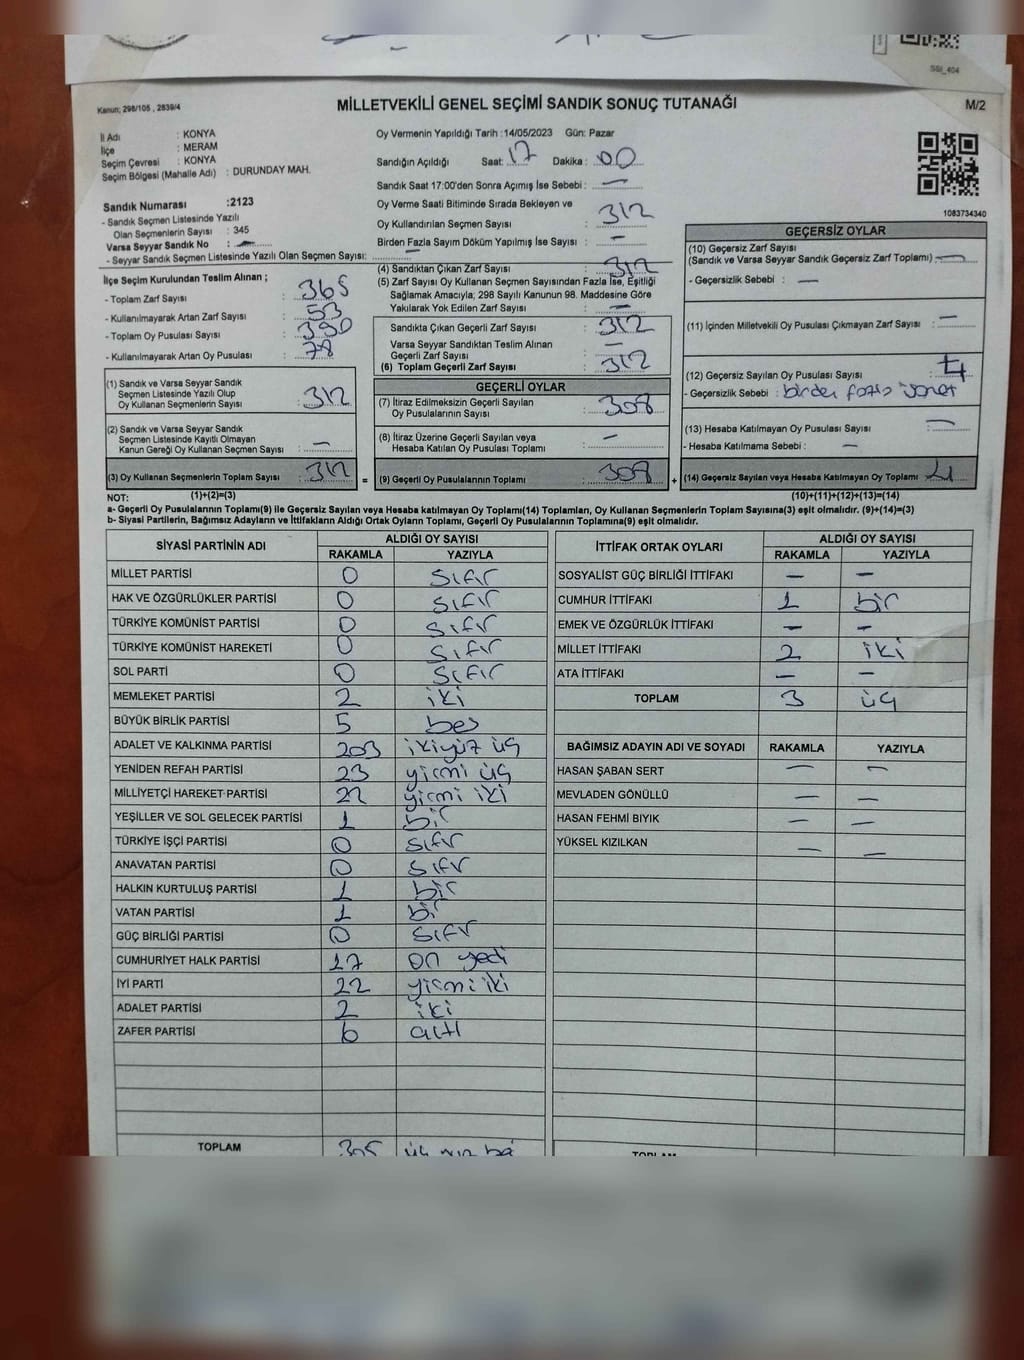 SSI_404
Kanun; 298/105 , 2839/4
MİLLETVEKİLİ GENEL SEÇİMİ SANDIK SONUÇ TUTANAĞI
M/2
İl Adı : KONYA
İlçe : MERAM
Seçim Çevresi : KONYA
Seçim Bölgesi (Mahalle Adı) : DURUNDAY MAH.
Oy Vermenin Yapıldığı Tarih :14/05/2023 Gün: Pazar
Sandığın Açıldığı Saat: 17 Dakika : 00
Sandık Saat 17:00'den Sonra Açımış İse Sebebi : —
Oy Verme Saati Bitiminde Sırada Bekleyen ve
Oy Kullandırılan Seçmen Sayısı : 312
Birden Fazla Sayım Döküm Yapılmış İse Sayısı : —
1083734340
Sandık Numarası :2123
- Sandık Seçmen Listesinde Yazılı
Olan Seçmenlerin Sayısı : 345
Varsa Seyyar Sandık No : —
- Seyyar Sandık Seçmen Listesinde Yazılı Olan Seçmen Sayısı: —
İlçe Seçim Kurulundan Teslim Alınan ;
- Toplam Zarf Sayısı : 365
- Kullanılmayarak Artan Zarf Sayısı : 53
- Toplam Oy Pusulası Sayısı : 390
- Kullanılmayarak Artan Oy Pusulası : 78
(1) Sandık ve Varsa Seyyar Sandık
Seçmen Listesinde Yazılı Olup
Oy Kullanan Seçmenlerin Sayısı : 312
(2) Sandık ve Varsa Seyyar Sandık
Seçmen Listesinde Kayıtlı Olmayan
Kanun Gereği Oy Kullanan Seçmen Sayısı : —
(3) Oy Kullanan Seçmenlerin Toplam Sayısı : 312
(1)+(2)=(3)
(4) Sandıktan Çıkan Zarf Sayısı : 312
(5) Zarf Sayısı Oy Kullanan Seçmen Sayısından Fazla İse, Eşitliği
Sağlamak Amacıyla; 298 Sayılı Kanunun 98. Maddesine Göre
Yakılarak Yok Edilen Zarf Sayısı : —
Sandıkta Çıkan Geçerli Zarf Sayısı : 312
Varsa Seyyar Sandıktan Teslim Alınan
Geçerli Zarf Sayısı : —
(6) Toplam Geçerli Zarf Sayısı : 312
GEÇERLİ OYLAR
(7) İtiraz Edilmeksizin Geçerli Sayılan
Oy Pusulalarının Sayısı : 308
(8) İtiraz Üzerine Geçerli Sayılan veya
Hesaba Katılan Oy Pusulası Toplamı : —
= (9) Geçerli Oy Pusulalarının Toplamı : 308
GEÇERSİZ OYLAR
(10) Geçersiz Zarf Sayısı
(Sandık ve Varsa Seyyar Sandık Geçersiz Zarf Toplamı) : —
- Geçersizlik Sebebi : —
(11) İçinden Milletvekili Oy Pusulası Çıkmayan Zarf Sayısı : —
(12) Geçersiz Sayılan Oy Pusulası Sayısı : 4
- Geçersizlik Sebebi : birden fazla işaret
(13) Hesaba Katılmayan Oy Pusulası Sayısı : —
- Hesaba Katılmama Sebebi : —
+ (14) Geçersiz Sayılan veya Hesaba Katılmayan Oy Toplamı : 4
(10)+(11)+(12)+(13)=(14)
NOT:
a- Geçerli Oy Pusulasının Toplamı(9) ile Geçersiz Sayılan veya Hesaba katılmayan Oy Toplamı(14) Toplamları, Oy Kullanan Seçmenlerin Toplam Sayısına(3) eşit olmalıdır. (9)+(14)=(3)
b- Siyasi Partilerin, Bağımsız Adayların ve İttifakların Aldığı Ortak Oyların Toplamı, Geçerli Oy Pusulalarının Toplamına(9) eşit olmalıdır.
SİYASİ PARTİNİN ADI ALDIĞI OY SAYISI
RAKAMLA YAZIYLA
MİLLET PARTİSİ 0 sıfır
HAK VE ÖZGÜRLÜKLER PARTİSİ 0 sıfır
TÜRKİYE KOMÜNİST PARTİSİ 0 sıfır
TÜRKİYE KOMÜNİST HAREKETİ 0 sıfır
SOL PARTİ 0 sıfır
MEMLEKET PARTİSİ 2 iki
BÜYÜK BİRLİK PARTİSİ 5 beş
ADALET VE KALKINMA PARTİSİ 203 ikiyüz üç
YENİDEN REFAH PARTİSİ 23 yirmi üç
MİLLİYETÇİ HAREKET PARTİSİ 22 yirmi iki
YEŞİLLER VE SOL GELECEK PARTİSİ 1 bir
TÜRKİYE İŞÇİ PARTİSİ 0 sıfır
ANAVATAN PARTİSİ 0 sıfır
HALKIN KURTULUŞ PARTİSİ 1 bir
VATAN PARTİSİ 1 bir
GÜÇ BİRLİĞİ PARTİSİ 0 sıfır
CUMHURİYET HALK PARTİSİ 17 on yedi
İYİ PARTİ 22 yirmi iki
ADALET PARTİSİ 2 iki
ZAFER PARTİSİ 6 altı
TOPLAM 305
İTTİFAK ORTAK OYLARI ALDIĞI OY SAYISI
RAKAMLA YAZIYLA
SOSYALİST GÜÇ BİRLİĞİ İTTİFAKI — —
CUMHUR İTTİFAKI 1 bir
EMEK VE ÖZGÜRLÜK İTTİFAKI — —
MİLLET İTTİFAKI 2 iki
ATA İTTİFAKI — —
TOPLAM 3 üç
BAĞIMSIZ ADAYIN ADI VE SOYADI RAKAMLA YAZIYLA
HASAN ŞABAN SERT — —
MEVLADEN GÖNÜLLÜ — —
HASAN FEHMİ BIYIK — —
YÜKSEL KIZILKAN — —
TOPLAM